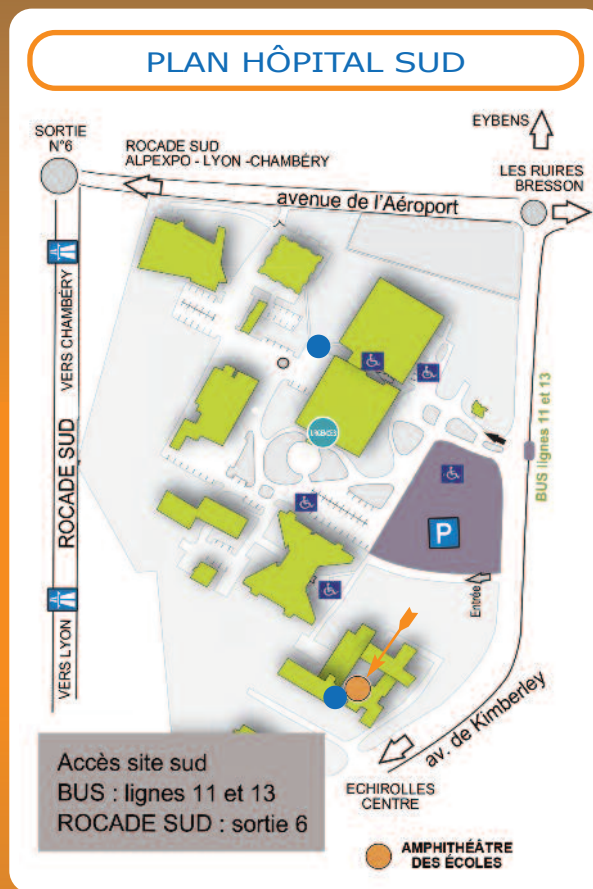 PLAN HÔPITAL SUD
EYBENS
SORTIE
N°6
ROCADE SUD
ALPEXPO - LYON -CHAMBÉRY
LES RUIRES
BRESSON
avenue de l'Aéroport
VERS CHAMBÉRY
ROCADE SUD
VERS LYON
BUS lignes 11 et 13
P
Entrée
av. de Kimberley
Accès site sud
BUS : lignes 11 et 13
ROCADE SUD : sortie 6
ECHIROLLES
CENTRE
AMPHITHÉÂTRE
DES ÉCOLES